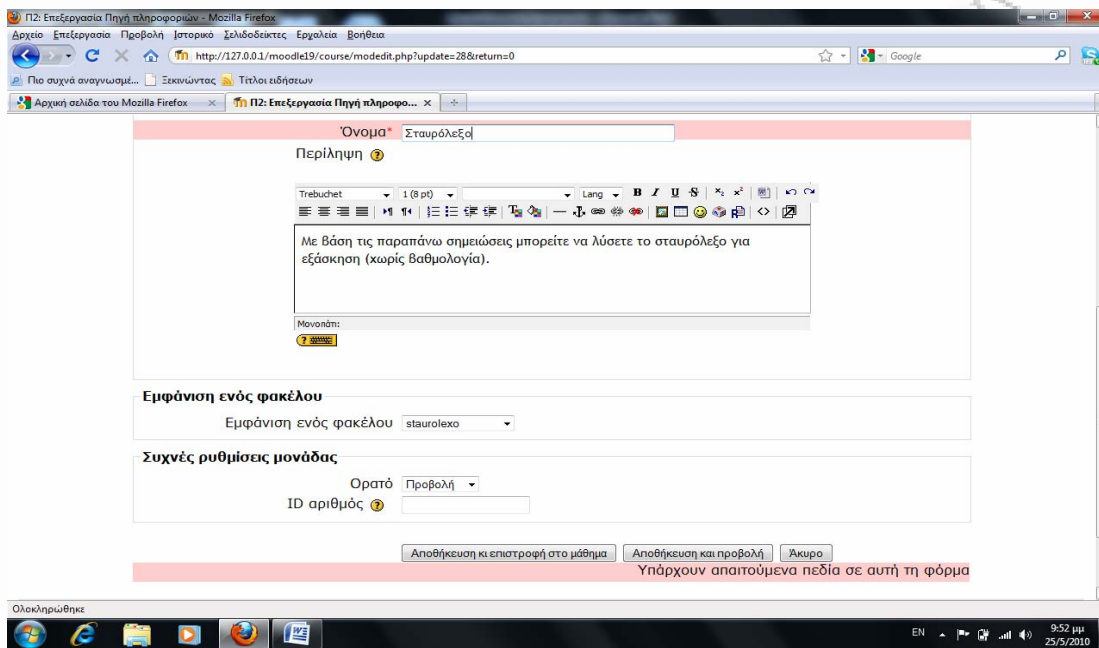 Π2: Επεξεργασία Πηγή πληροφοριών - Mozilla Firefox
Αρχείο Επεξεργασία Προβολή Ιστορικό Σελιδοδείκτες Εργαλεία Βοήθεια
http://127.0.0.1/moodle19/course/modedit.php?update=28&return=0
Google
Πιο συχνά αναγνωσμέ... Ξεκινώντας Τίτλοι ειδήσεων
Αρχική σελίδα του Mozilla Firefox
Π2: Επεξεργασία Πηγή πληροφο...
Όνομα* Σταυρόλεξο
Περίληψη
Trebuchet 1 (8 pt) Lang B I U S
Με βάση τις παραπάνω σημειώσεις μπορείτε να λύσετε το σταυρόλεξο για
εξάσκηση (χωρίς βαθμολογία).
Μονοπάτι:
Εμφάνιση ενός φακέλου
Εμφάνιση ενός φακέλου staurolexo
Συχνές ρυθμίσεις μονάδας
Ορατό Προβολή
ID αριθμός
Αποθήκευση κι επιστροφή στο μάθημα Αποθήκευση και προβολή Άκυρο
Υπάρχουν απαιτούμενα πεδία σε αυτή τη φόρμα
Ολοκληρώθηκε
EN
9:52 μμ
25/5/2010